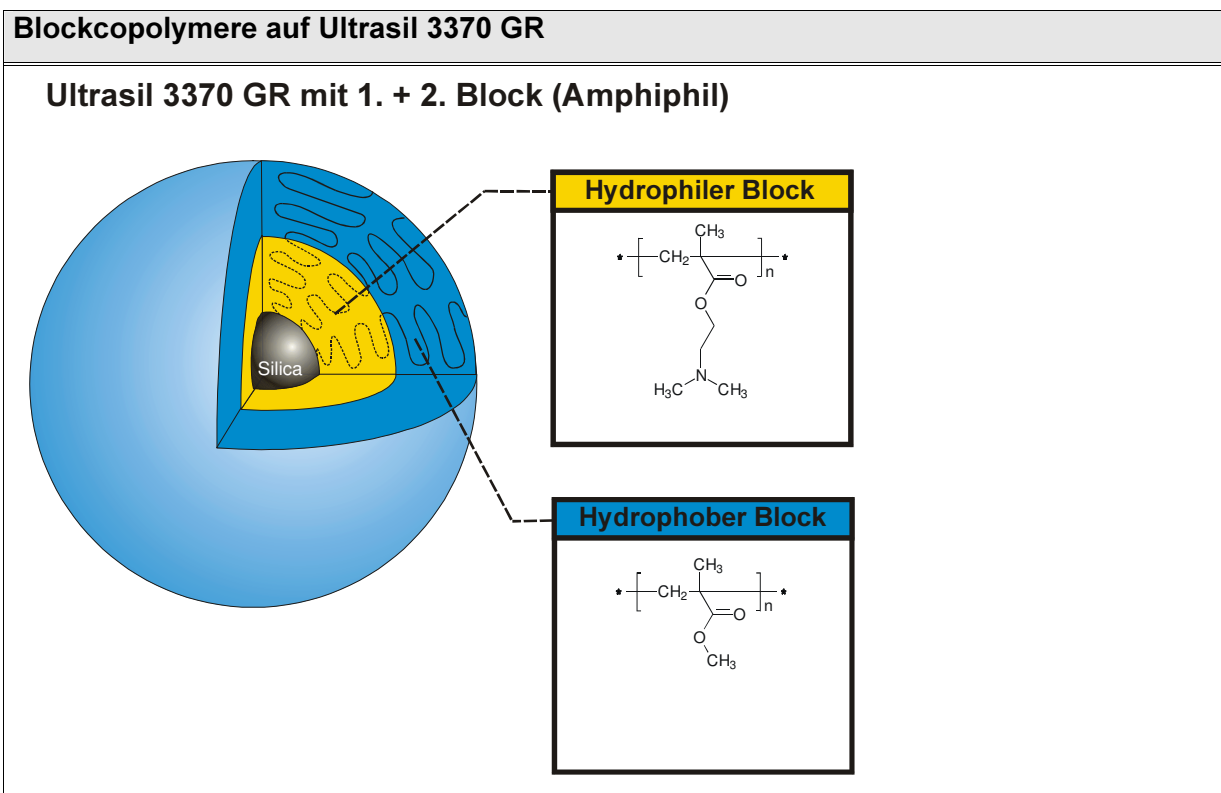 Blockcopolymere auf Ultrasil 3370 GR
Ultrasil 3370 GR mit 1. + 2. Block (Amphiphil)
Silica
Hydrophiler Block
CH3
* CH2 n *
O
O
N
H3C CH3
Hydrophober Block
CH3
* CH2 n *
O
O
CH3